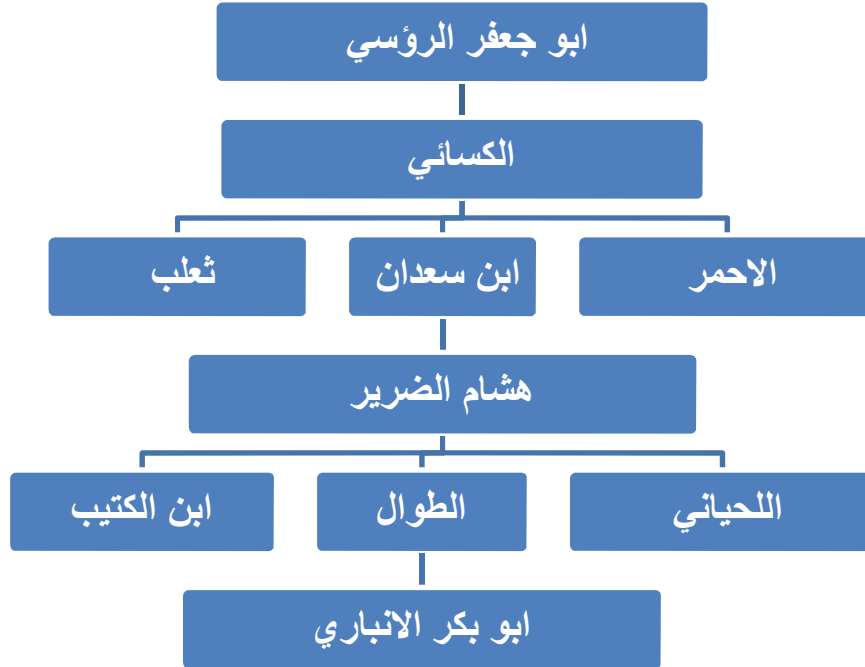 ابو جعفر الرؤسي
الكسائي
الاحمر
ابن سعدان
ثعلب
هشام الضرير
اللحياني
الطوال
ابن الكتيب
ابو بكر الانباري